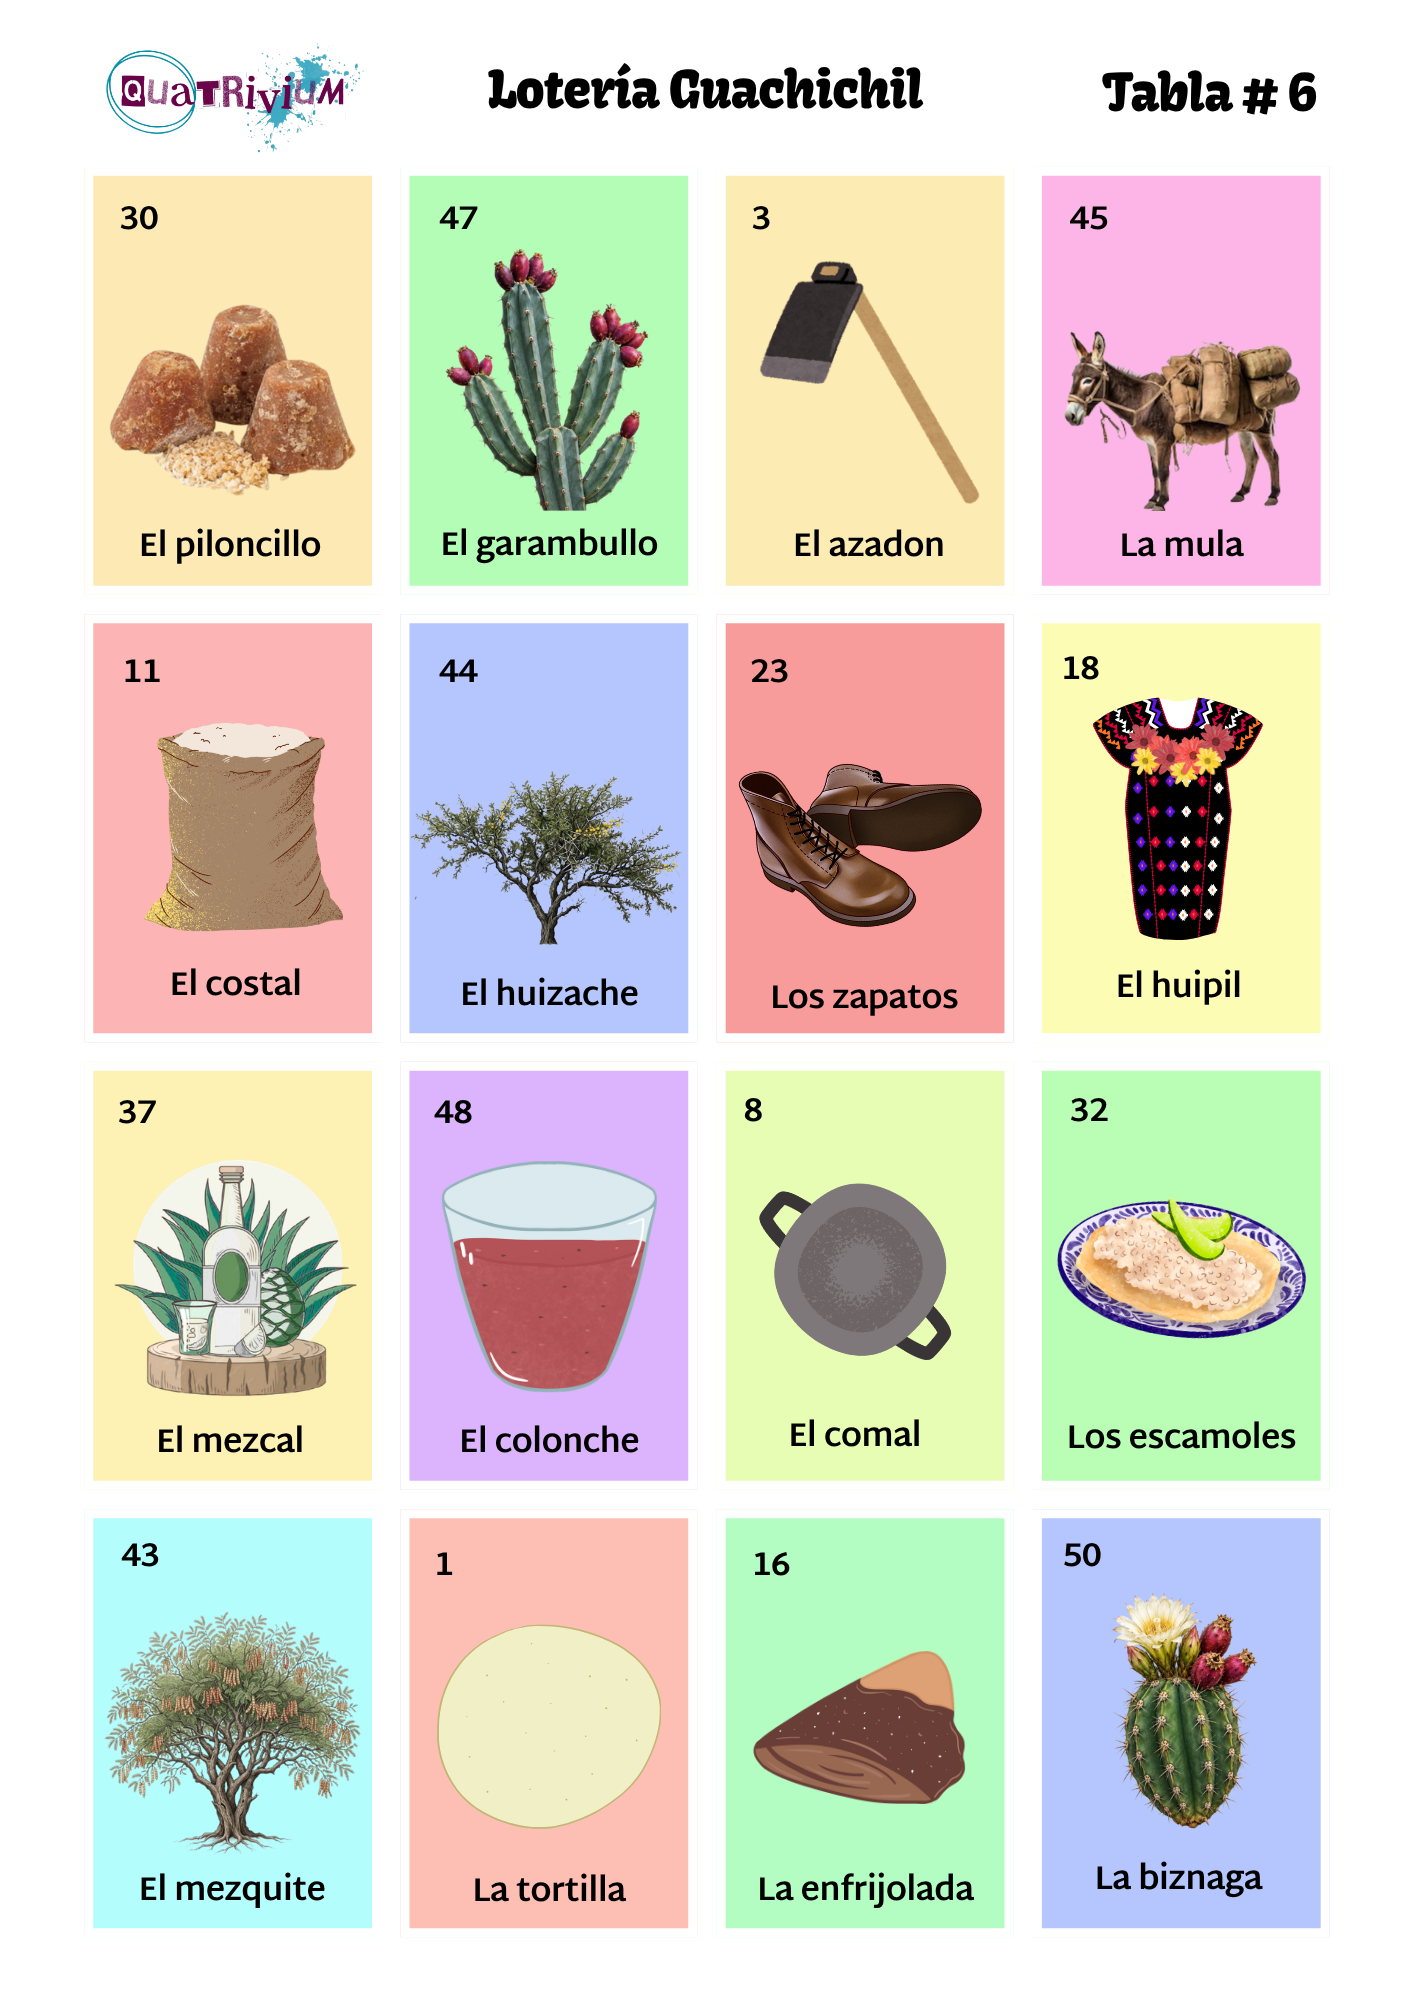 QUATRiviUM
Lotería Guachichil
Tabla # 6
30
El piloncillo
47
El garambullo
3
El azadon
45
La mula
11
El costal
44
El huizache
23
Los zapatos
18
El huipil
37
El mezcal
48
El colonche
8
El comal
32
Los escamoles
43
El mezquite
1
La tortilla
16
La enfrijolada
50
La biznaga